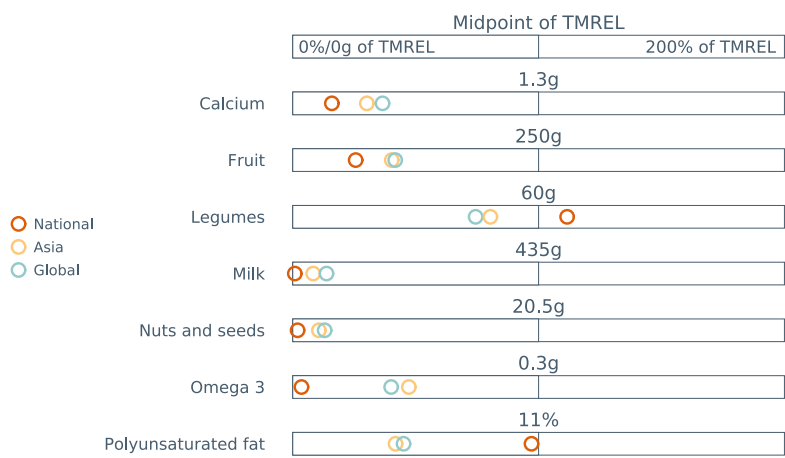 Midpoint of TMREL
0%/0g of TMREL 200% of TMREL
1.3g
Calcium
250g
Fruit
60g
Legumes
435g
Milk
20.5g
Nuts and seeds
0.3g
Omega 3
11%
Polyunsaturated fat
National
Asia
Global